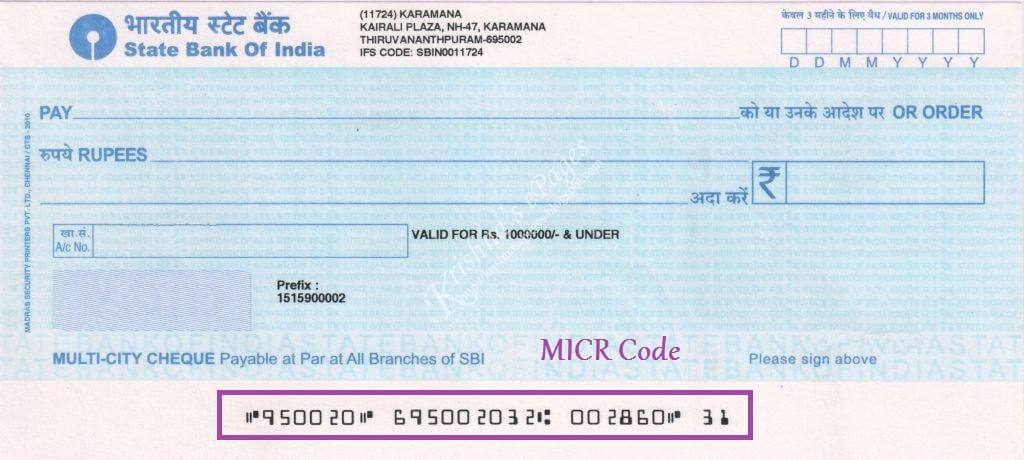 भारतीय स्टेट बैंक
State Bank Of India
(11724) KARAMANA
KAIRALI PLAZA, NH-47, KARAMANA
THIRUVANANTHPURAM-695002
IFS CODE: SBIN0011724
केवल 3 महीने के लिए वैध / VALID FOR 3 MONTHS ONLY
D D M M Y Y Y Y
PAY को या उनके आदेश पर OR ORDER
रुपये RUPEES
अदा करें ₹
खा.सं.
A/c No.
VALID FOR Rs. 1000000/- & UNDER
Prefix :
1515900002
MADRAS SECURITY PRINTERS PVT. LTD., CHENNAI / CTS - 2010
Krishna's ePages
MULTI-CITY CHEQUE Payable at Par at All Branches of SBI
MICR Code
Please sign above
⑈950020⑈ 695002032⑆ 002860⑈ 31